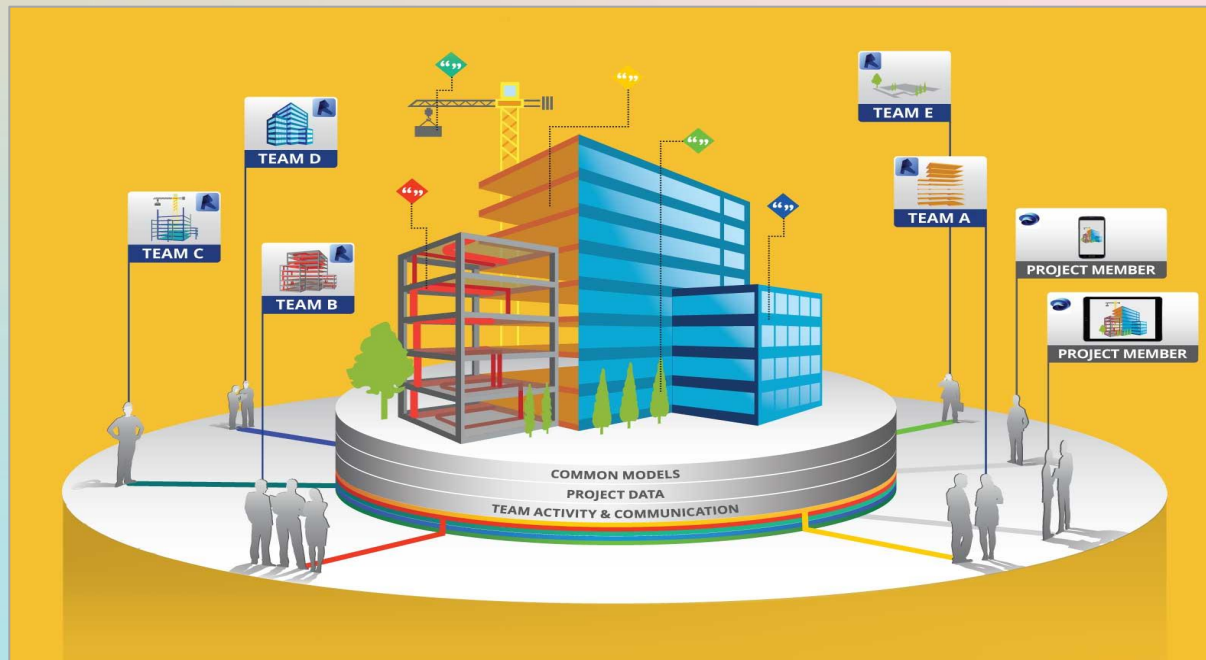 TEAM D
TEAM C
TEAM B
TEAM E
TEAM A
PROJECT MEMBER
PROJECT MEMBER
COMMON MODELS
PROJECT DATA
TEAM ACTIVITY & COMMUNICATION